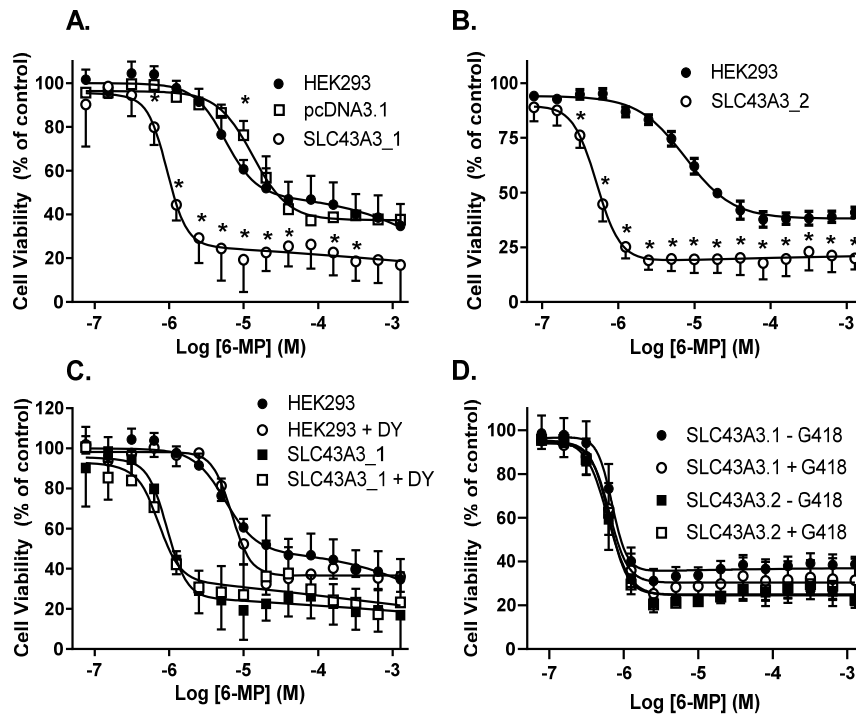 A.
HEK293
pcDNA3.1
SLC43A3_1
100
80
60
40
20
0
Cell Viability (% of control)
*
*
*
*
*
*
*
*
*
*
-7 -6 -5 -4 -3
Log [6-MP] (M)
B.
HEK293
SLC43A3_2
100
75
50
25
0
Cell Viability (% of control)
*
*
* * * * * * * * * *
-7 -6 -5 -4 -3
Log [6-MP] (M)
C.
HEK293
HEK293 + DY
SLC43A3_1
SLC43A3_1 + DY
120
100
80
60
40
20
0
Cell Viability (% of control)
-7 -6 -5 -4 -3
Log [6-MP] (M)
D.
SLC43A3.1 - G418
SLC43A3.1 + G418
SLC43A3.2 - G418
SLC43A3.2 + G418
100
80
60
40
20
0
Cell Viability (% of control)
-7 -6 -5 -4 -3
Log [6-MP] (M)